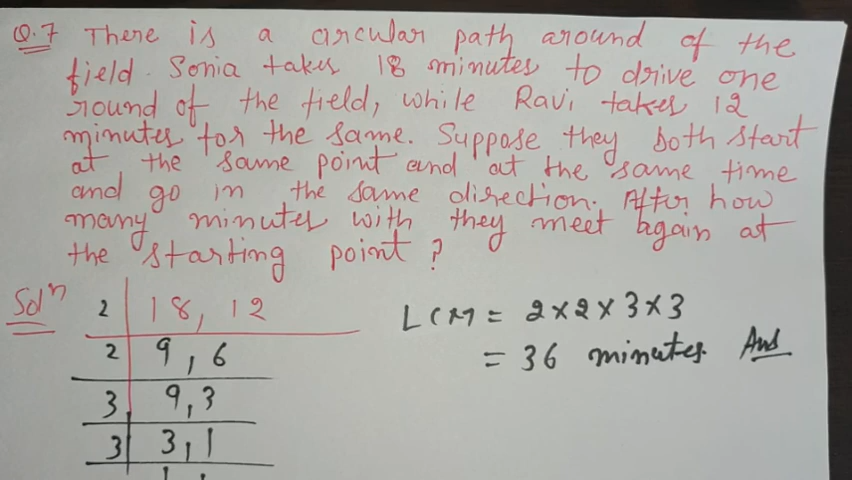 Q.7 There is a circular path around of the
field. Sonia takes 18 minutes to drive one
round of the field, while Ravi takes 12
minutes for the same. Suppose they both start
at the same point and at the same time
and go in the same direction. After how
many minutes with they meet again at
the starting point?
Solⁿ 2 | 18, 12 LCM = 2×2×3×3
2 | 9, 6 = 36 minutes. Ans
3 | 9, 3
3 | 3, 1